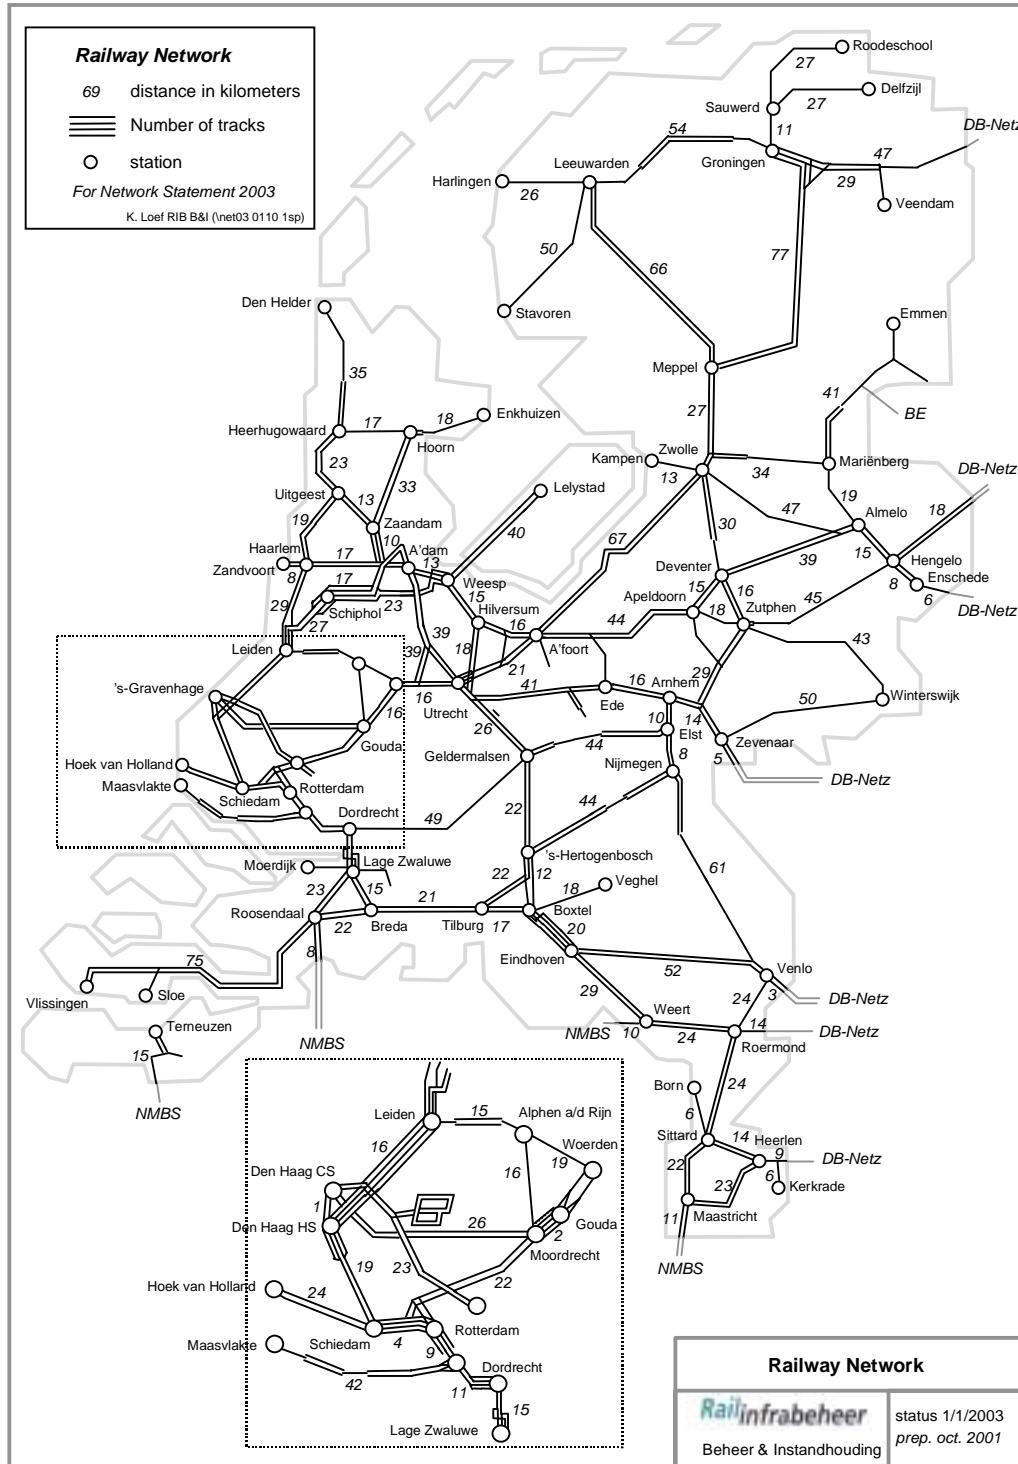 Railway Network
69 distance in kilometers
Number of tracks
station
For Network Statement 2003
K. Loef RIB B&I (\net03 0110 1sp)
Roodeschool
27
Delfzijl
Sauwerd
27
DB-Netz
54
11
47
Leeuwarden
Groningen
29
Harlingen
26
Veendam
50
66
77
Den Helder
Stavoren
Emmen
Meppel
35
41
27
BE
17
18
Enkhuizen
Heerhugowaard
Hoorn
Zwolle
Kampen
13
34
Mariënberg
DB-Netz
23
33
Lelystad
Uitgeest
13
47
19
18
19
Zaandam
Almelo
40
67
30
Haarlem
17
10
A'dam
39
15
Hengelo
Zandvoort
8
13
Weesp
Deventer
Enschede
17
15
15
16
45
8
6
DB-Netz
29
Schiphol
23
Hilversum
Apeldoorn
18
Zutphen
27
39
16
44
43
Leiden
39
18
A'foort
21
29
's-Gravenhage
16
41
16
Arnhem
50
Winterswijk
16
Utrecht
Ede
14
26
10
Elst
Zevenaar
Gouda
44
5
Hoek van Holland
Geldermalsen
8
DB-Netz
Maasvlakte
Nijmegen
Schiedam
Rotterdam
44
Dordrecht
49
22
's-Hertogenbosch
61
Moerdijk
Lage Zwaluwe
22
12
Veghel
23
15
21
18
Roosendaal
22
Breda
Tilburg
17
Boxtel
20
8
Eindhoven
75
52
Venlo
Vlissingen
Sloe
29
24
3
DB-Netz
Terneuzen
Weert
14
NMBS
NMBS
10
24
DB-Netz
15
Roermond
NMBS
24
Born
6
Sittard
14
Heerlen
22
9
DB-Netz
23
6
Kerkrade
11
Maastricht
NMBS
Leiden
15
Alphen a/d Rijn
16
Woerden
19
Den Haag CS
16
1
Gouda
Den Haag HS
26
2
Moordrecht
19
23
22
Hoek van Holland
24
Schiedam
4
Rotterdam
Maasvlakte
9
Dordrecht
42
11
15
Lage Zwaluwe
Railway Network
Railinfrabeheer
Beheer & Instandhouding
status 1/1/2003
prep. oct. 2001